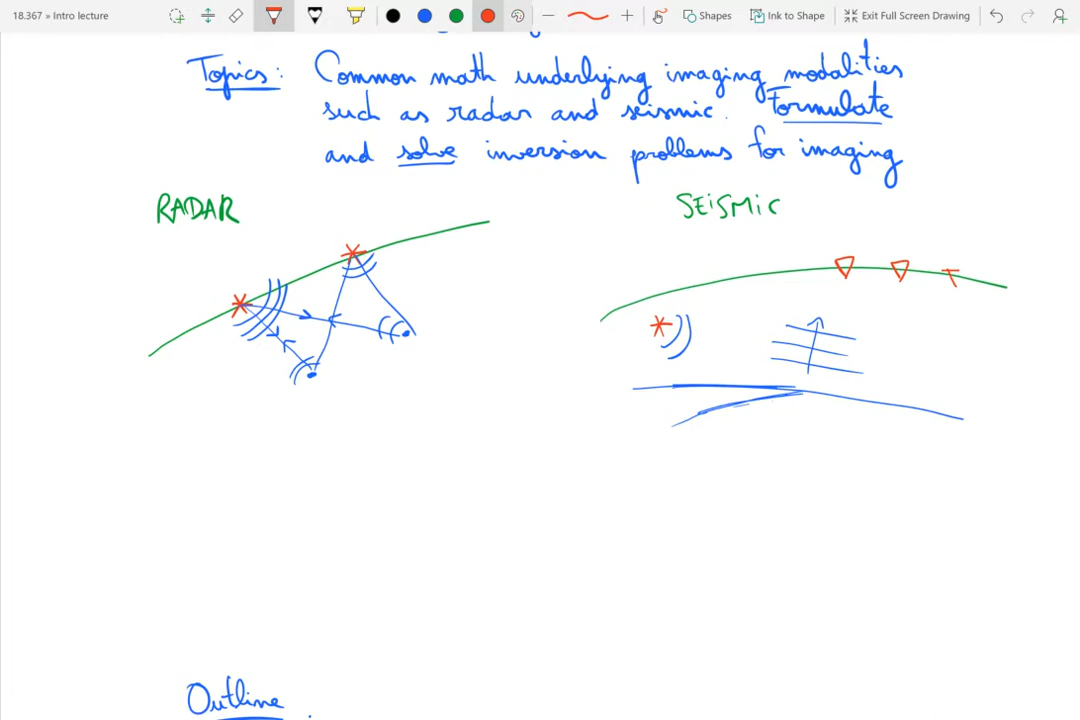 18.367 » Intro lecture
Shapes
Ink to Shape
Exit Full Screen Drawing
Topics: Common math underlying imaging modalities
such as radar and seismic. Formulate
and solve inversion problems for imaging
RADAR
SEISMIC
Outline